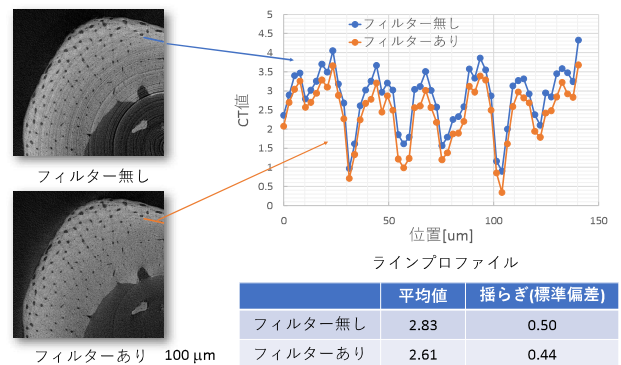 フィルター無し
フィルターあり 100 μm
フィルター無し
フィルターあり
CT値
5
4.5
4
3.5
3
2.5
2
1.5
1
0.5
0
0 50 100 150
位置[um]
ラインプロファイル
平均値 揺らぎ(標準偏差)
フィルター無し 2.83 0.50
フィルターあり 2.61 0.44